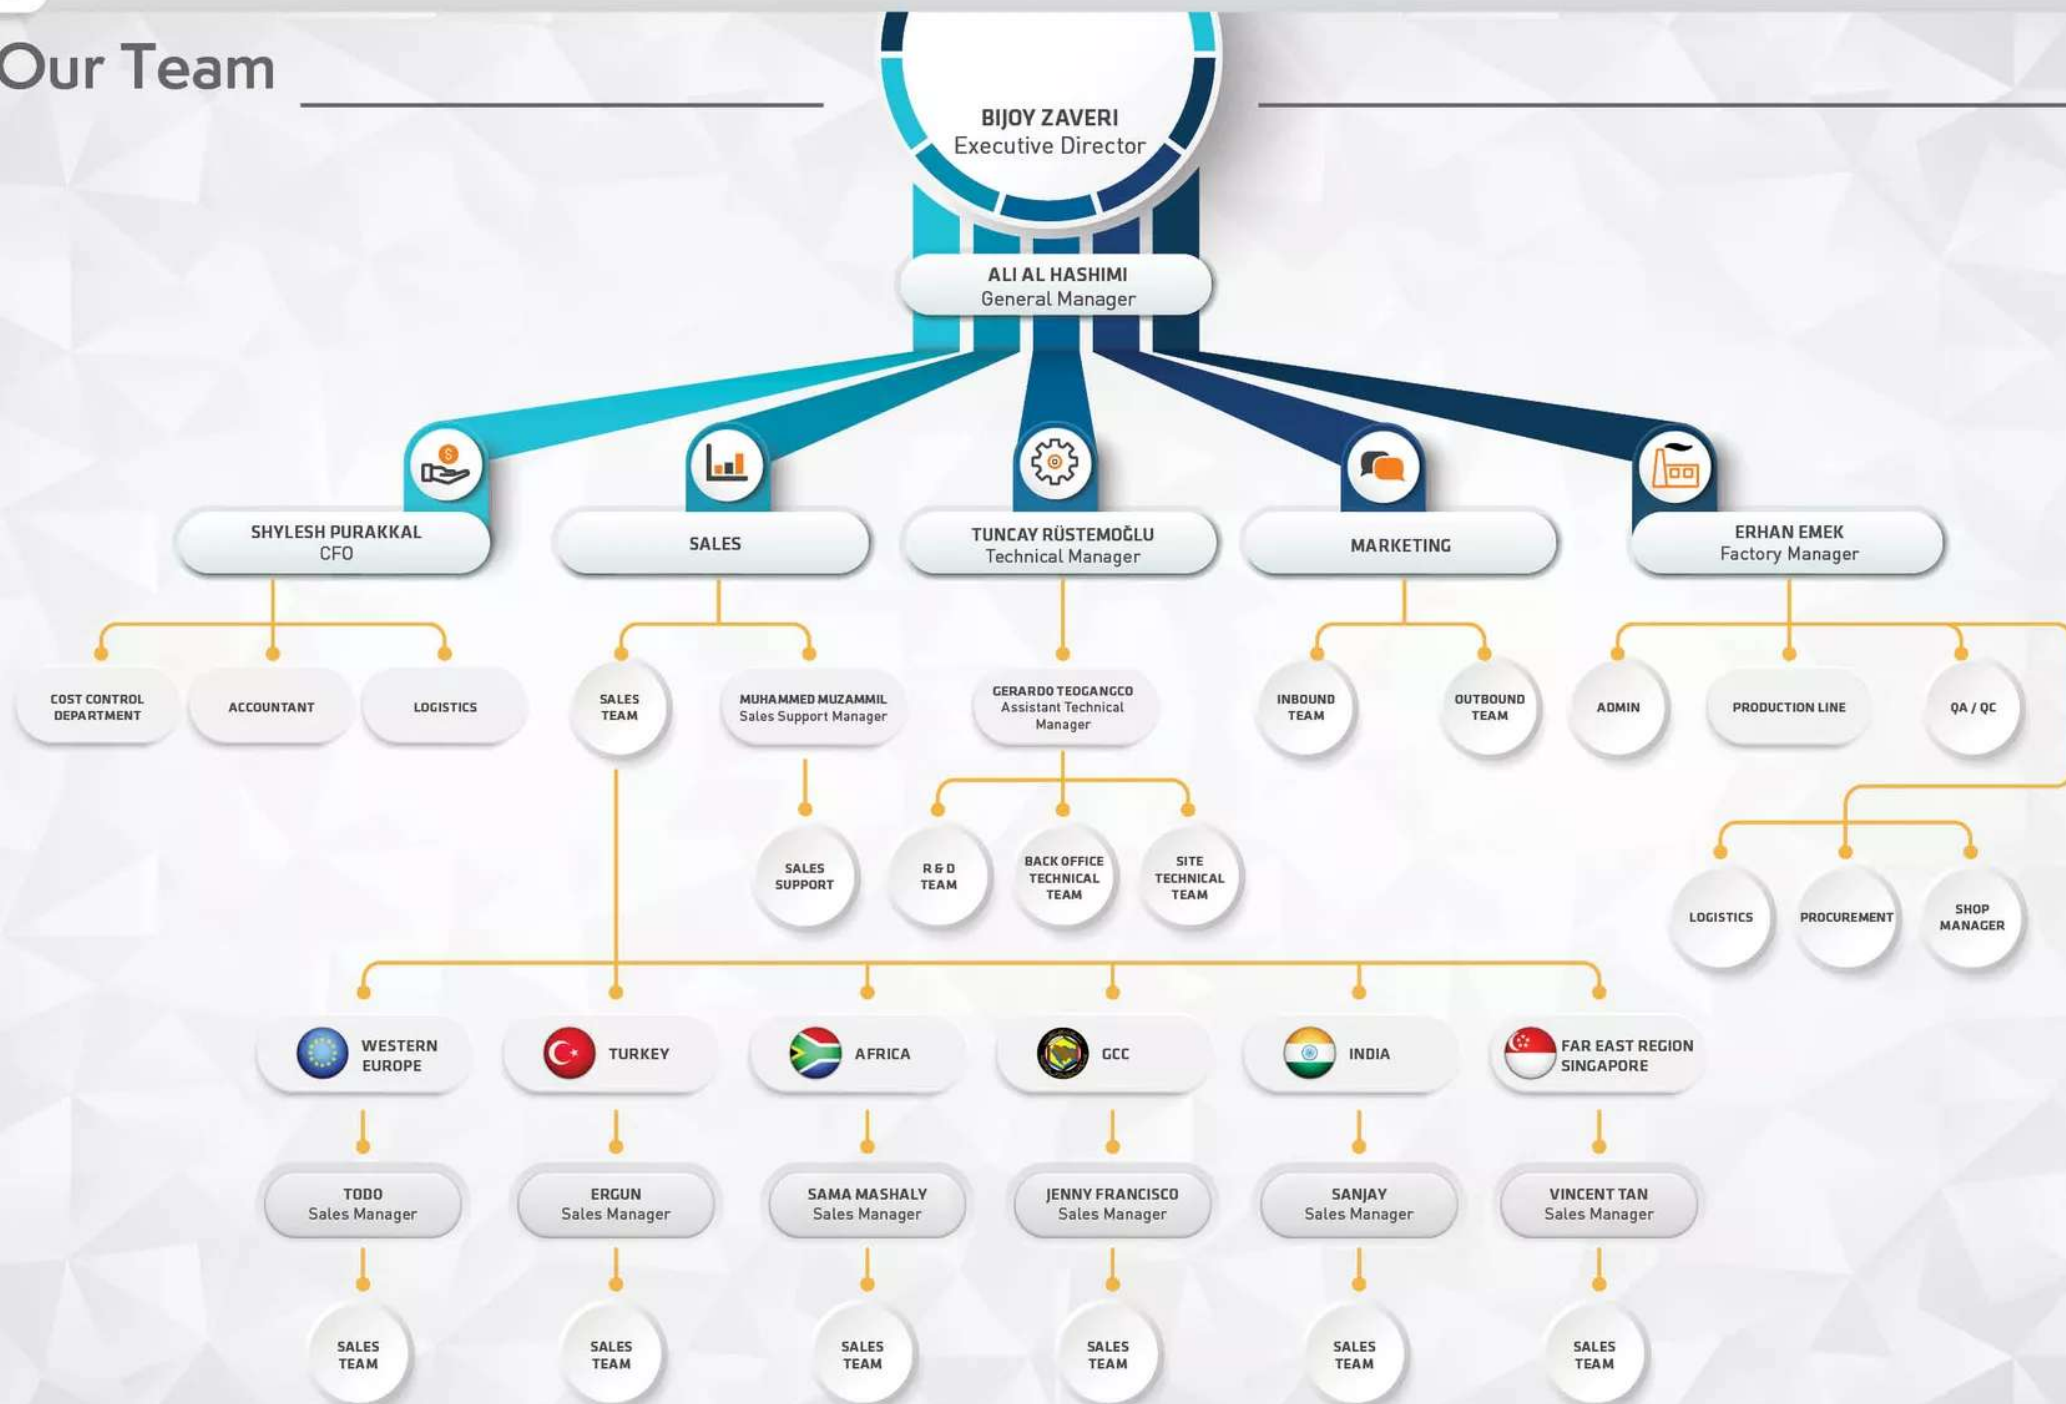 Our Team
BIJOY ZAVERI
Executive Director
ALI AL HASHIMI
General Manager
SHYLESH PURAKKAL
CFO
SALES
TUNCAY RÜSTEMOĞLU
Technical Manager
MARKETING
ERHAN EMEK
Factory Manager
COST CONTROL
DEPARTMENT
ACCOUNTANT
LOGISTICS
SALES
TEAM
MUHAMMED MUZAMMIL
Sales Support Manager
GERARDO TEOGANGCO
Assistant Technical
Manager
INBOUND
TEAM
OUTBOUND
TEAM
ADMIN
PRODUCTION LINE
QA / QC
SALES
SUPPORT
R & D
TEAM
BACK OFFICE
TECHNICAL
TEAM
SITE
TECHNICAL
TEAM
LOGISTICS
PROCUREMENT
SHOP
MANAGER
WESTERN
EUROPE
TURKEY
AFRICA
GCC
INDIA
FAR EAST REGION
SINGAPORE
TODO
Sales Manager
ERGUN
Sales Manager
SAMA MASHALY
Sales Manager
JENNY FRANCISCO
Sales Manager
SANJAY
Sales Manager
VINCENT TAN
Sales Manager
SALES
TEAM
SALES
TEAM
SALES
TEAM
SALES
TEAM
SALES
TEAM
SALES
TEAM